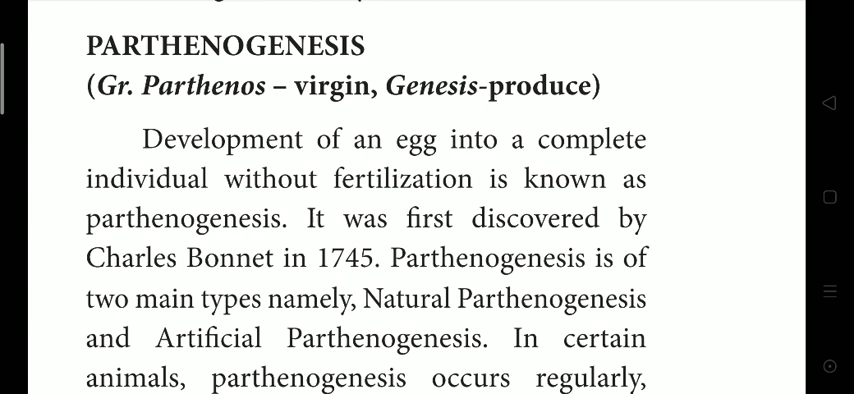 PARTHENOGENESIS
(Gr. Parthenos – virgin, Genesis-produce)
Development of an egg into a complete
individual without fertilization is known as
parthenogenesis. It was first discovered by
Charles Bonnet in 1745. Parthenogenesis is of
two main types namely, Natural Parthenogenesis
and Artificial Parthenogenesis. In certain
animals, parthenogenesis occurs regularly,